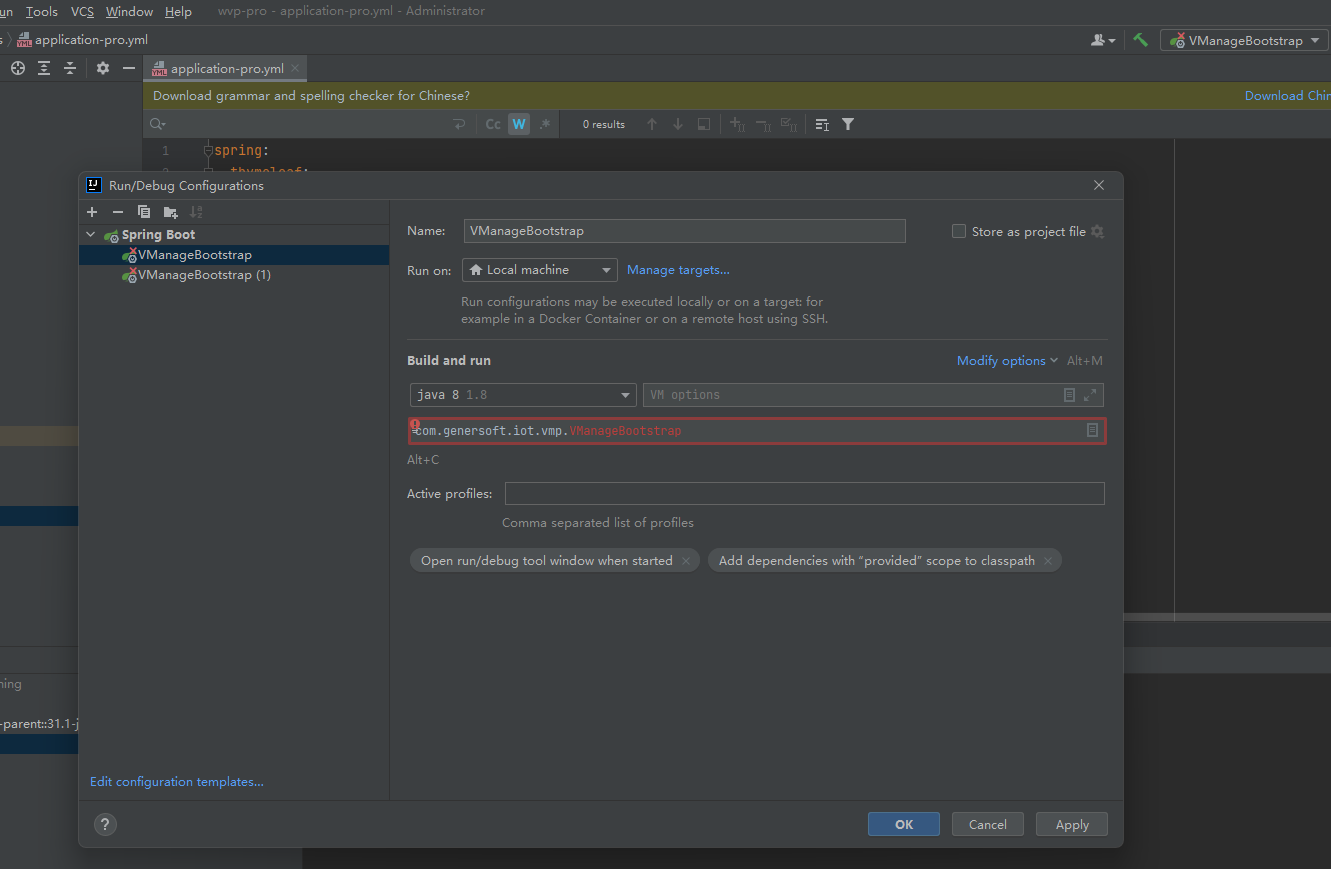 un Tools VCS Window Help wvp-pro - application-pro.yml - Administrator
s application-pro.yml VManageBootstrap
application-pro.yml
Download grammar and spelling checker for Chinese? Download Chin
Cc W .* 0 results
1 spring:
Run/Debug Configurations
Spring Boot
VManageBootstrap
VManageBootstrap (1)
Name: VManageBootstrap Store as project file
Run on: Local machine Manage targets...
Run configurations may be executed locally or on a target: for
example in a Docker Container or on a remote host using SSH.
Build and run Modify options Alt+M
java 8 1.8 VM options
com.genersoft.iot.vmp.VManageBootstrap
Alt+C
Active profiles:
Comma separated list of profiles
Open run/debug tool window when started Add dependencies with “provided” scope to classpath
ning
-parent::31.1-j
Edit configuration templates...
? OK Cancel Apply